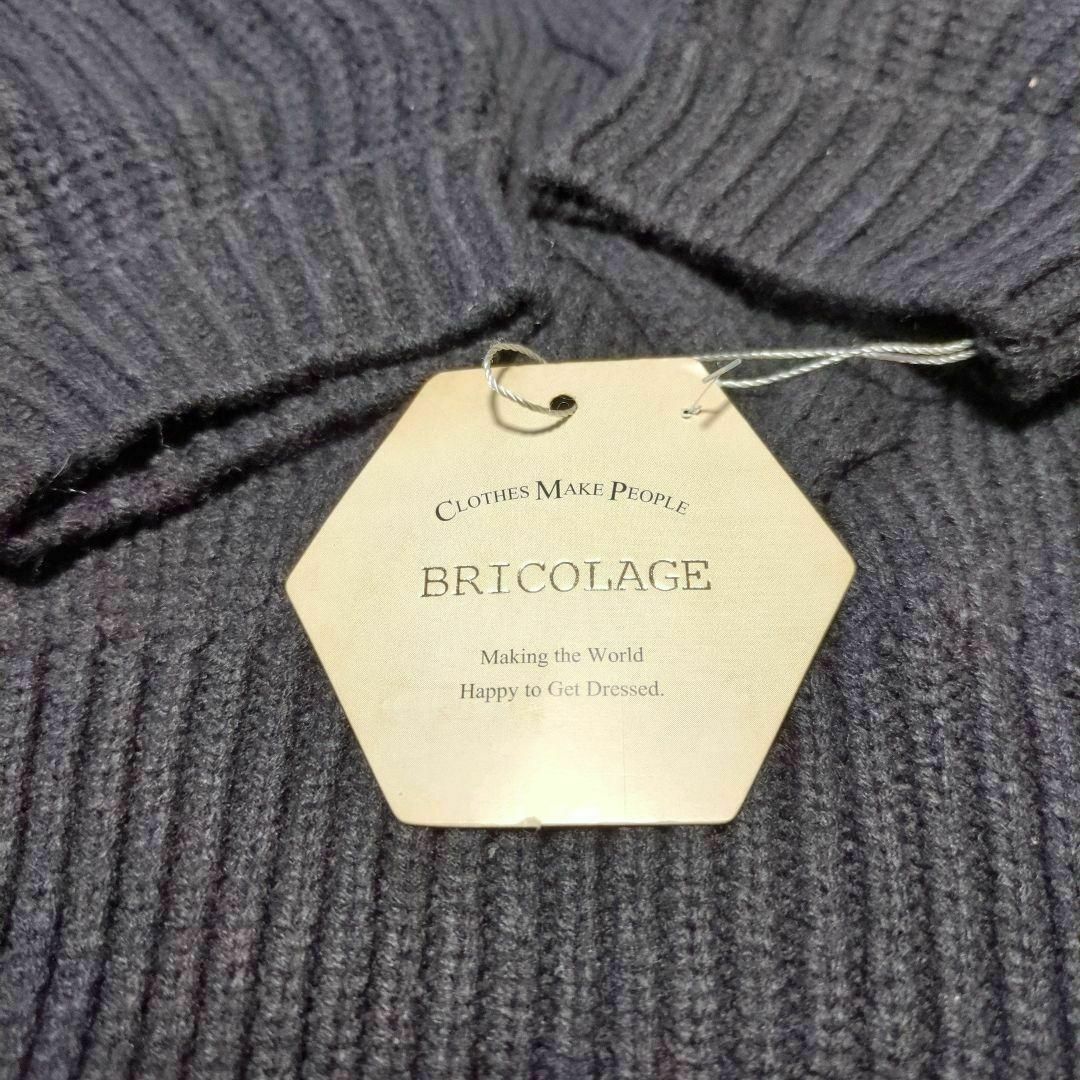 CLOTHES MAKE PEOPLE
BRICOLAGE
Making the World
Happy to Get Dressed.